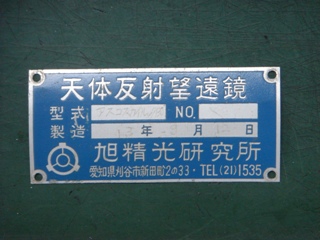 天体反射望遠鏡
型式 NO.
製造 年 月 日
旭精光研究所
愛知県刈谷市新田町2の33・TEL(21)1535